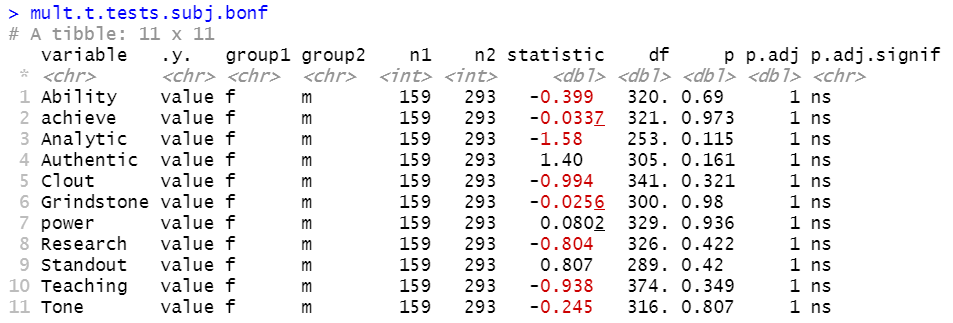 > mult.t.tests.subj.bonf
# A tibble: 11 x 11
   variable   .y.   group1 group2    n1    n2 statistic    df     p p.adj p.adj.signif
 * <chr>      <chr> <chr>  <chr>  <int> <int>     <dbl> <dbl> <dbl> <dbl> <chr>
 1 Ability    value f      m        159   293   -0.399   320. 0.69      1 ns
 2 achieve    value f      m        159   293   -0.0337  321. 0.973     1 ns
 3 Analytic   value f      m        159   293   -1.58    253. 0.115     1 ns
 4 Authentic  value f      m        159   293    1.40    305. 0.161     1 ns
 5 Clout      value f      m        159   293   -0.994   341. 0.321     1 ns
 6 Grindstone value f      m        159   293   -0.0256  300. 0.98      1 ns
 7 power      value f      m        159   293    0.0802  329. 0.936     1 ns
 8 Research   value f      m        159   293   -0.804   326. 0.422     1 ns
 9 Standout   value f      m        159   293    0.807   289. 0.42      1 ns
10 Teaching   value f      m        159   293   -0.938   374. 0.349     1 ns
11 Tone       value f      m        159   293   -0.245   316. 0.807     1 ns